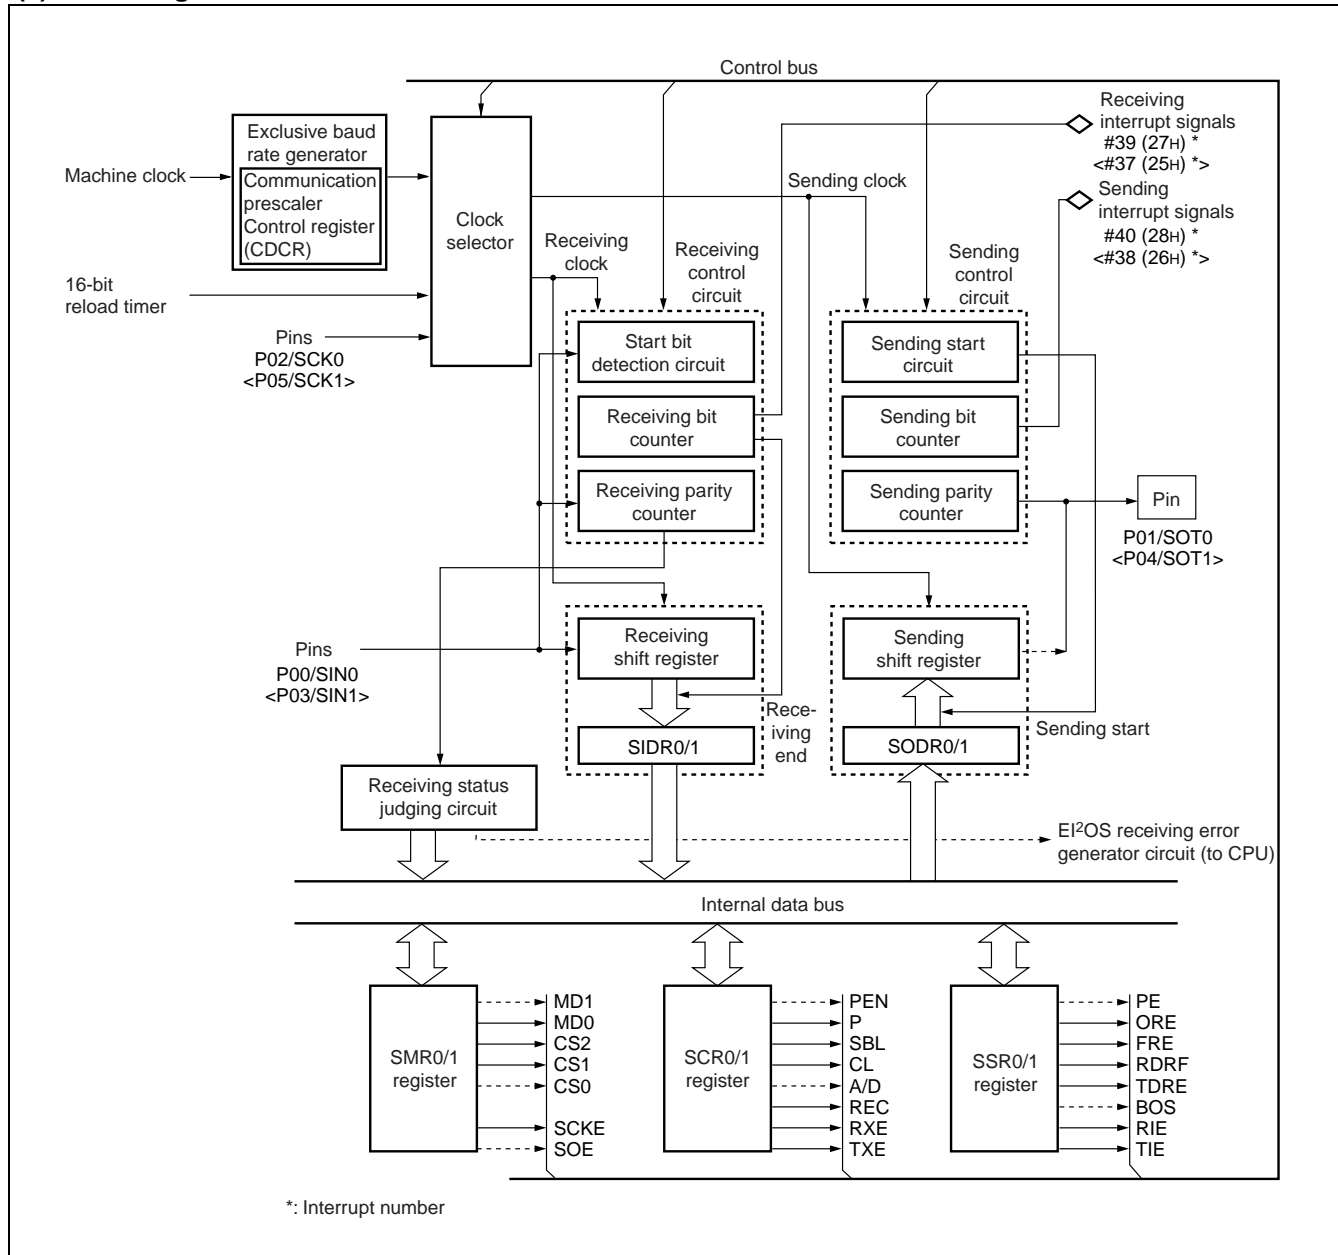 Control bus
Exclusive baud
rate generator
Communication
prescaler
Control register
(CDCR)
Machine clock
Clock
selector
16-bit
reload timer
Pins
P02/SCK0
<P05/SCK1>
Receiving
interrupt signals
#39 (27H) *
<#37 (25H) *>
Sending
interrupt signals
#40 (28H) *
<#38 (26H) *>
Sending clock
Receiving
clock
Receiving
control
circuit
Sending
control
circuit
Start bit
detection circuit
Receiving bit
counter
Receiving parity
counter
Sending start
circuit
Sending bit
counter
Sending parity
counter
Pin
P01/SOT0
<P04/SOT1>
Pins
P00/SIN0
<P03/SIN1>
Receiving
shift register
SIDR0/1
Rece-
iving
end
Sending
shift register
SODR0/1
Sending start
Receiving status
judging circuit
EI²OS receiving error
generator circuit (to CPU)
Internal data bus
SMR0/1
register
MD1
MD0
CS2
CS1
CS0
SCKE
SOE
SCR0/1
register
PEN
P
SBL
CL
A/D
REC
RXE
TXE
SSR0/1
register
PE
ORE
FRE
RDRF
TDRE
BOS
RIE
TIE
*: Interrupt number